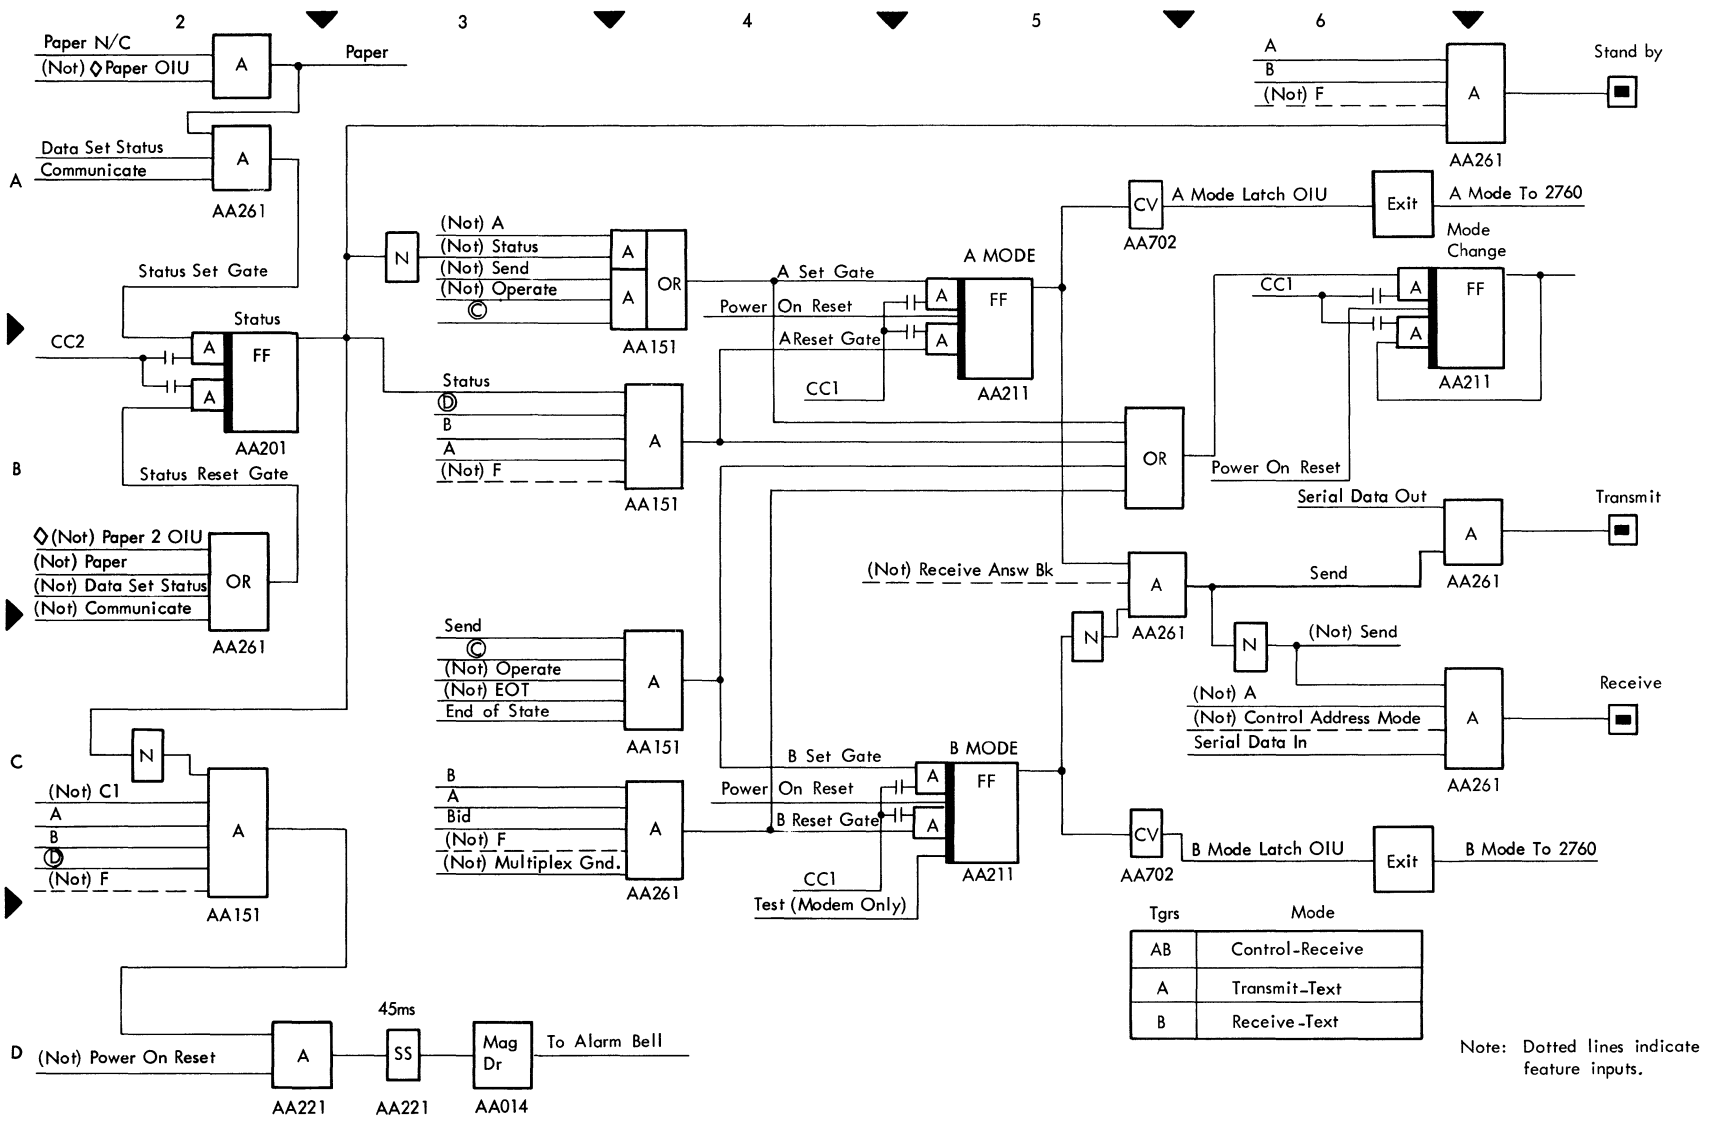 2 3 4 5 6
Paper N/C
(Not) ◇Paper OIU
A
Paper
A
B
(Not) F
A
Stand by
AA261
Data Set Status
Communicate
A
AA261
A
CV
A Mode Latch OIU
Exit
A Mode To 2760
AA702
(Not) A
(Not) Status
(Not) Send
(Not) Operate
Ⓒ
N
A
A
OR
AA151
Status Set Gate
A MODE
A Set Gate
Power On Reset
A Reset Gate
CC1
A
A
FF
AA211
Mode
Change
CC1
A
A
FF
AA211
Status
CC2
A
A
FF
AA201
Status Reset Gate
Status
Ⓓ
B
A
(Not) F
A
AA151
B
OR
Power On Reset
Serial Data Out
A
Transmit
AA261
◇(Not) Paper 2 OIU
(Not) Paper
(Not) Data Set Status
(Not) Communicate
OR
AA261
(Not) Receive Answ Bk
A
AA261
Send
N
N
(Not) Send
Send
Ⓒ
(Not) Operate
(Not) EOT
End of State
A
AA151
(Not) A
(Not) Control Address Mode
Serial Data In
A
Receive
AA261
C
N
(Not) C1
A
B
Ⓓ
(Not) F
A
AA151
B
A
Bid
(Not) F
(Not) Multiplex Gnd.
A
AA261
B MODE
B Set Gate
Power On Reset
B Reset Gate
CC1
Test (Modem Only)
A
A
FF
AA211
CV
AA702
B Mode Latch OIU
Exit
B Mode To 2760
Tgrs Mode
AB Control-Receive
A Transmit-Text
B Receive-Text
D
(Not) Power On Reset
A
AA221
45ms
SS
AA221
Mag
Dr
AA014
To Alarm Bell
Note: Dotted lines indicate
feature inputs.